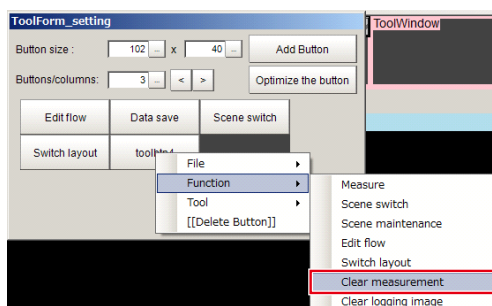 ToolForm_setting
ToolWindow
Button size : 102 ... x 40 ... Add Button
Buttons/columns: 3 ... < > Optimize the button
Edit flow Data save Scene switch
Switch layout toolbtn4
File
Function
Tool
[[Delete Button]]
Measure
Scene switch
Scene maintenance
Edit flow
Switch layout
Clear measurement
Clear logging image